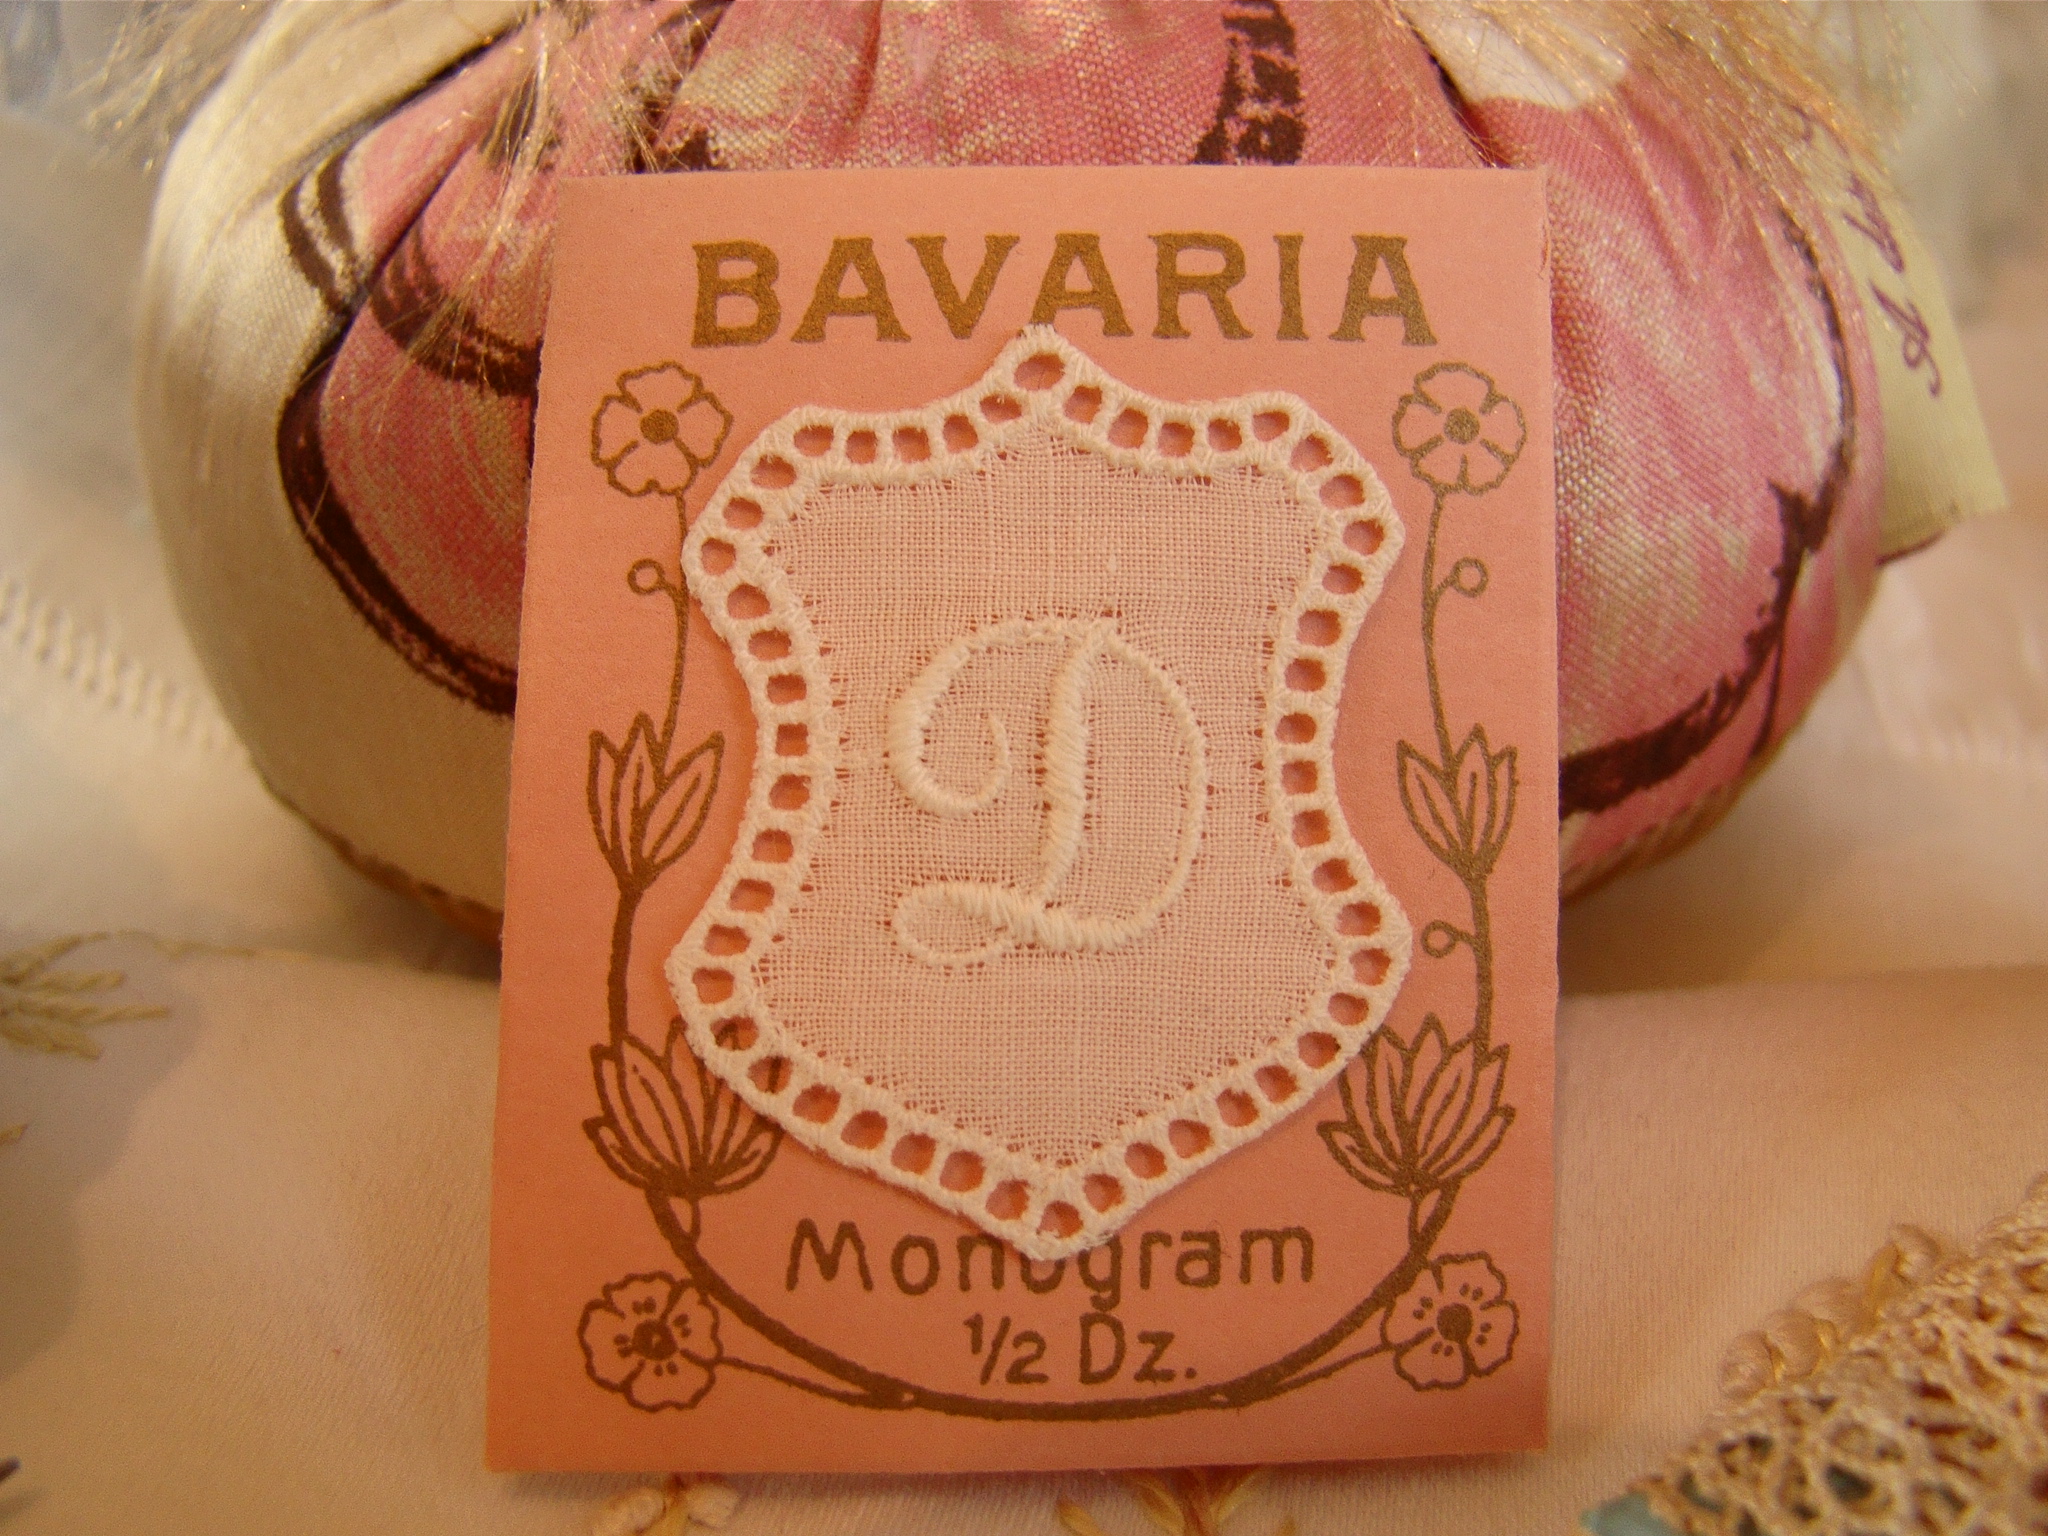 BAVARIA
D
Monogram
1/2 Dz.